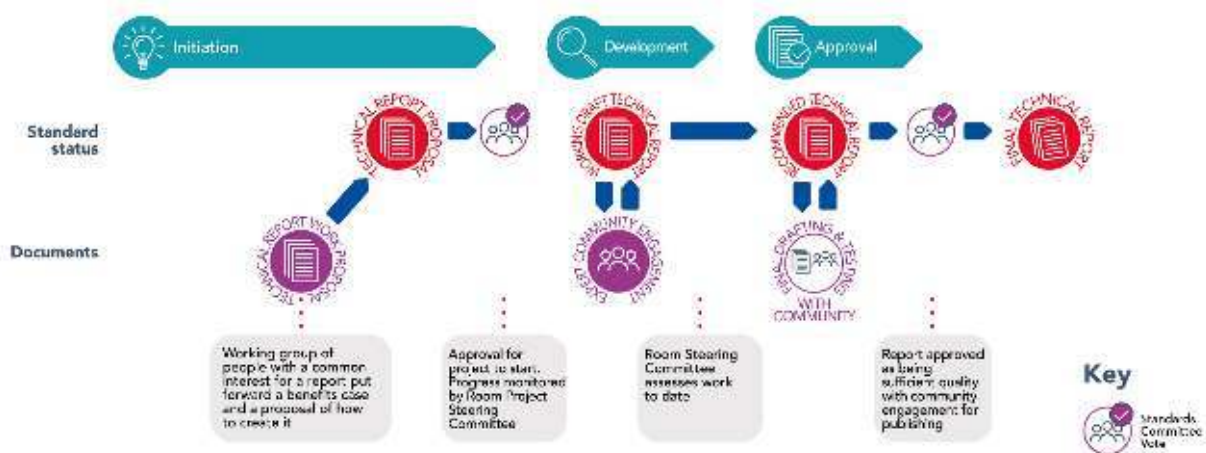 Initiation
Development
Approval
Standard
status
TECHNICAL REPORT PROPOSAL
WORKING DRAFT TECHNICAL REPORT
RECOMMENDED TECHNICAL REPORT
FINAL TECHNICAL REPORT
Documents
TECHNICAL REPORT WORK PROPOSAL
EXPERT COMMUNITY ENGAGEMENT
FINAL DRAFTING & TESTING
WITH
COMMUNITY
Working group of
people with a common
interest for a report put
forward a benefits case
and a proposal of how
to create it
Approval for
project to start.
Progress monitored
by Room Project
Steering
Committee
Room Steering
Committee
assesses work
to date
Report approved
as being
sufficient quality
with community
engagement for
publishing
Key
Standards
Committee
Vote